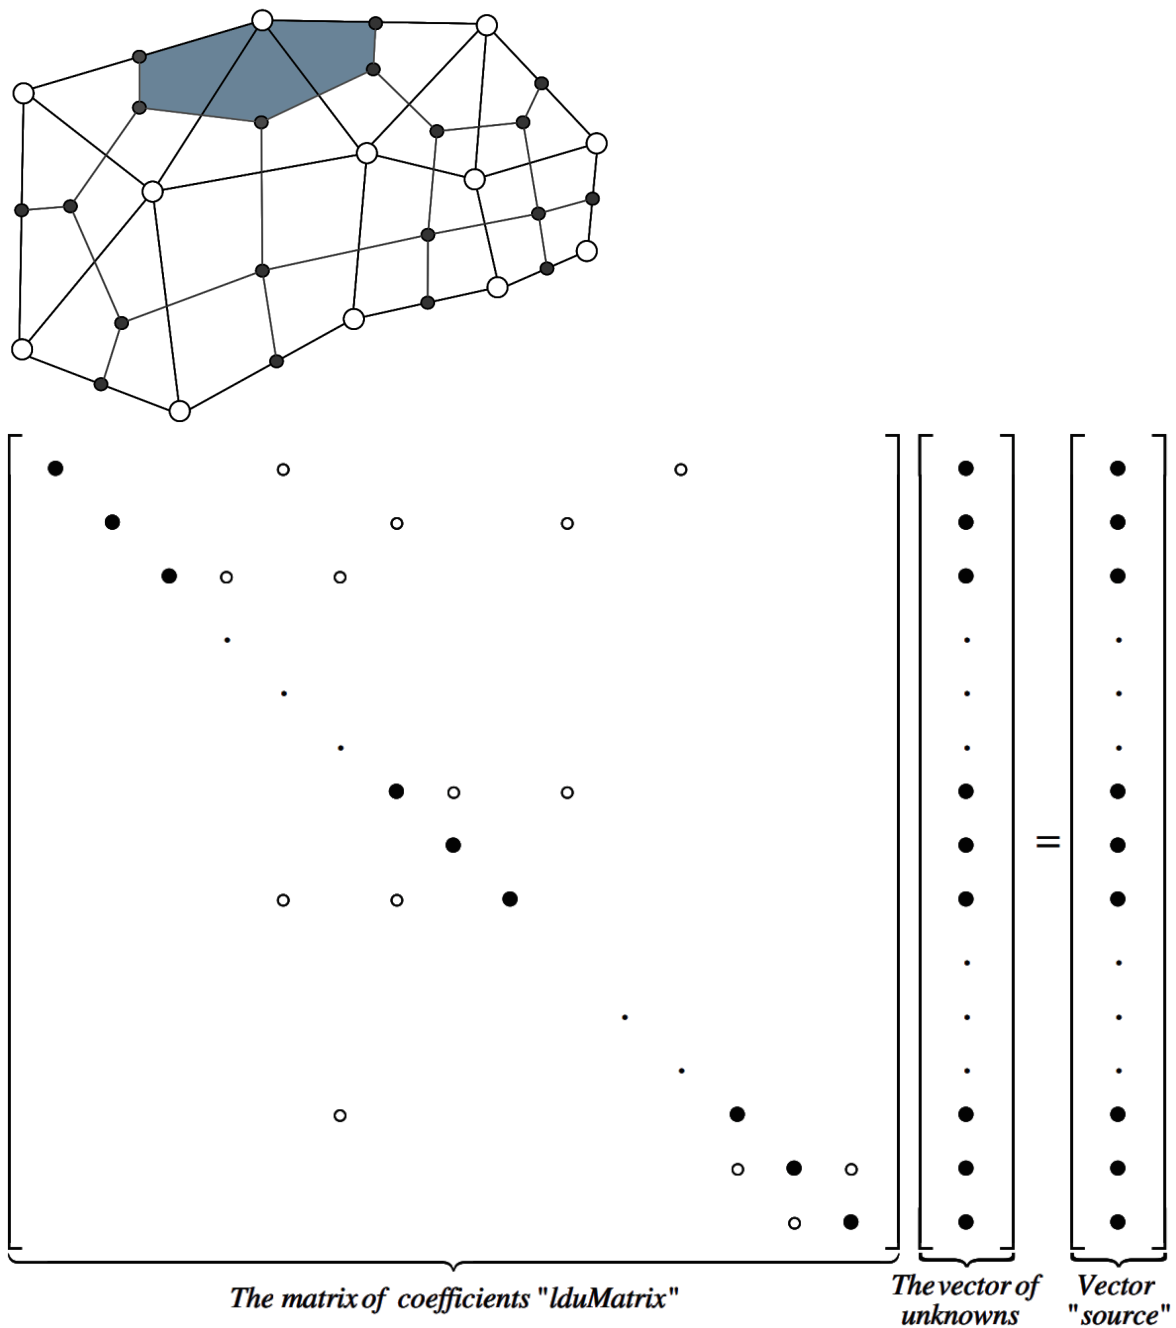 =
The matrix of coefficients "lduMatrix"
The vector of
unknowns
Vector
"source"